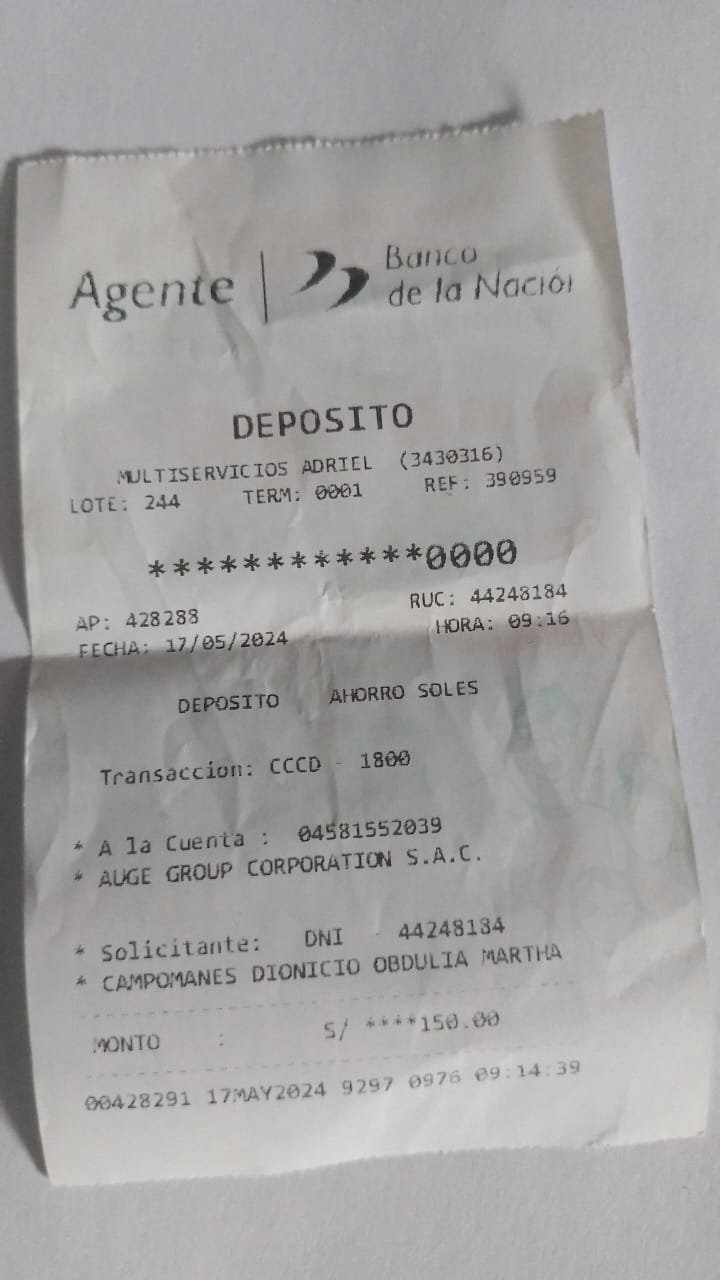 Agente | Banco
de la Nación
DEPOSITO
MULTISERVICIOS ADRIEL (3430316)
LOTE: 244 TERM: 0001 REF: 390959
************0000
AP: 428288 RUC: 44248184
FECHA: 17/05/2024 HORA: 09:16
DEPOSITO AHORRO SOLES
Transaccion: CCCD - 1800
* A la Cuenta : 04581552039
* AUGE GROUP CORPORATION S.A.C.
* Solicitante: DNI - 44248184
* CAMPOMANES DIONICIO OBDULIA MARTHA
MONTO : S/ ****150.00
00428291 17MAY2024 9297 0976 09:14:39